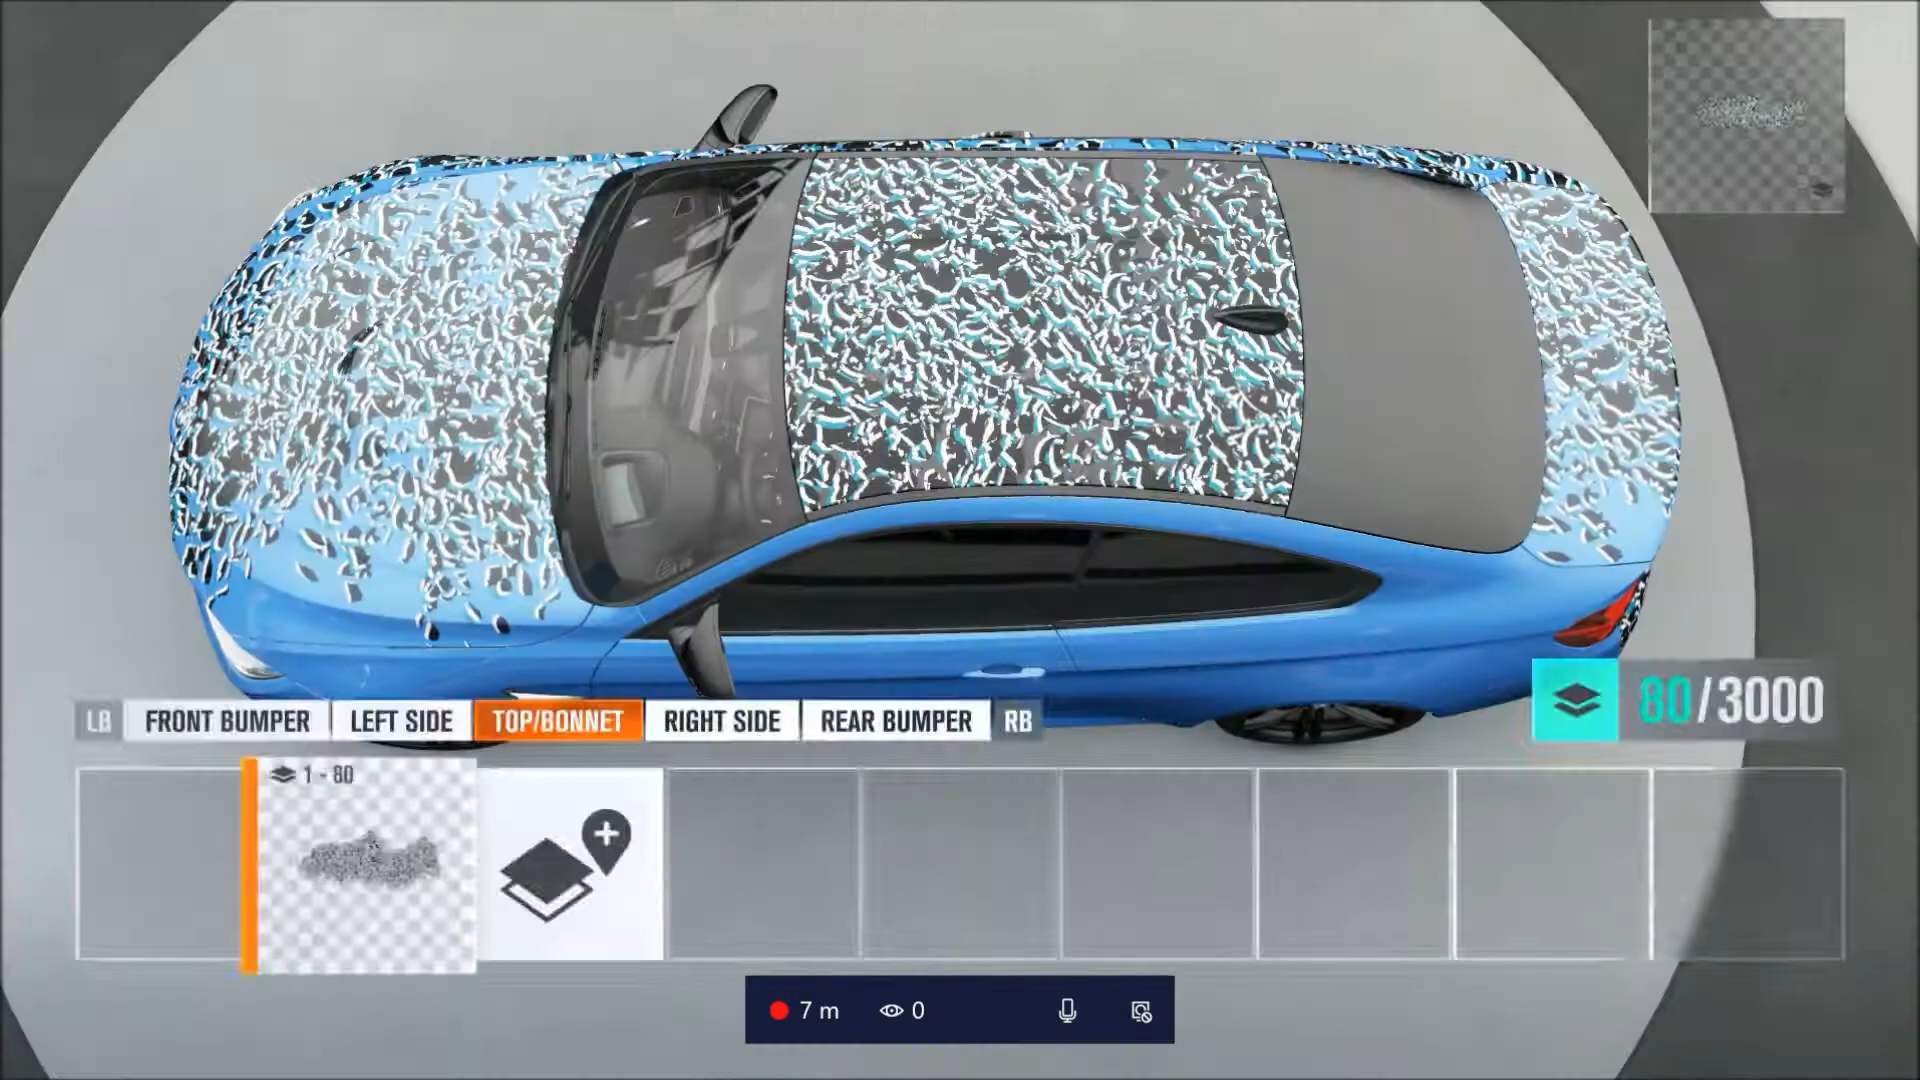 LB FRONT BUMPER LEFT SIDE TOP/BONNET RIGHT SIDE REAR BUMPER RB
80/3000
1 - 80
7 m 0